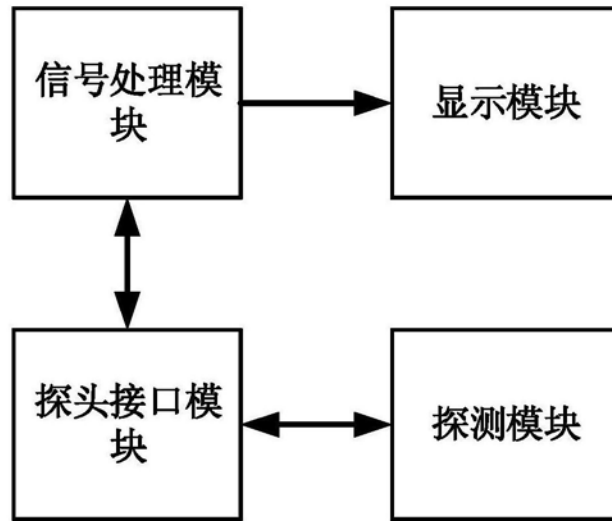 信号处理模
块
显示模块
探头接口模
块
探测模块